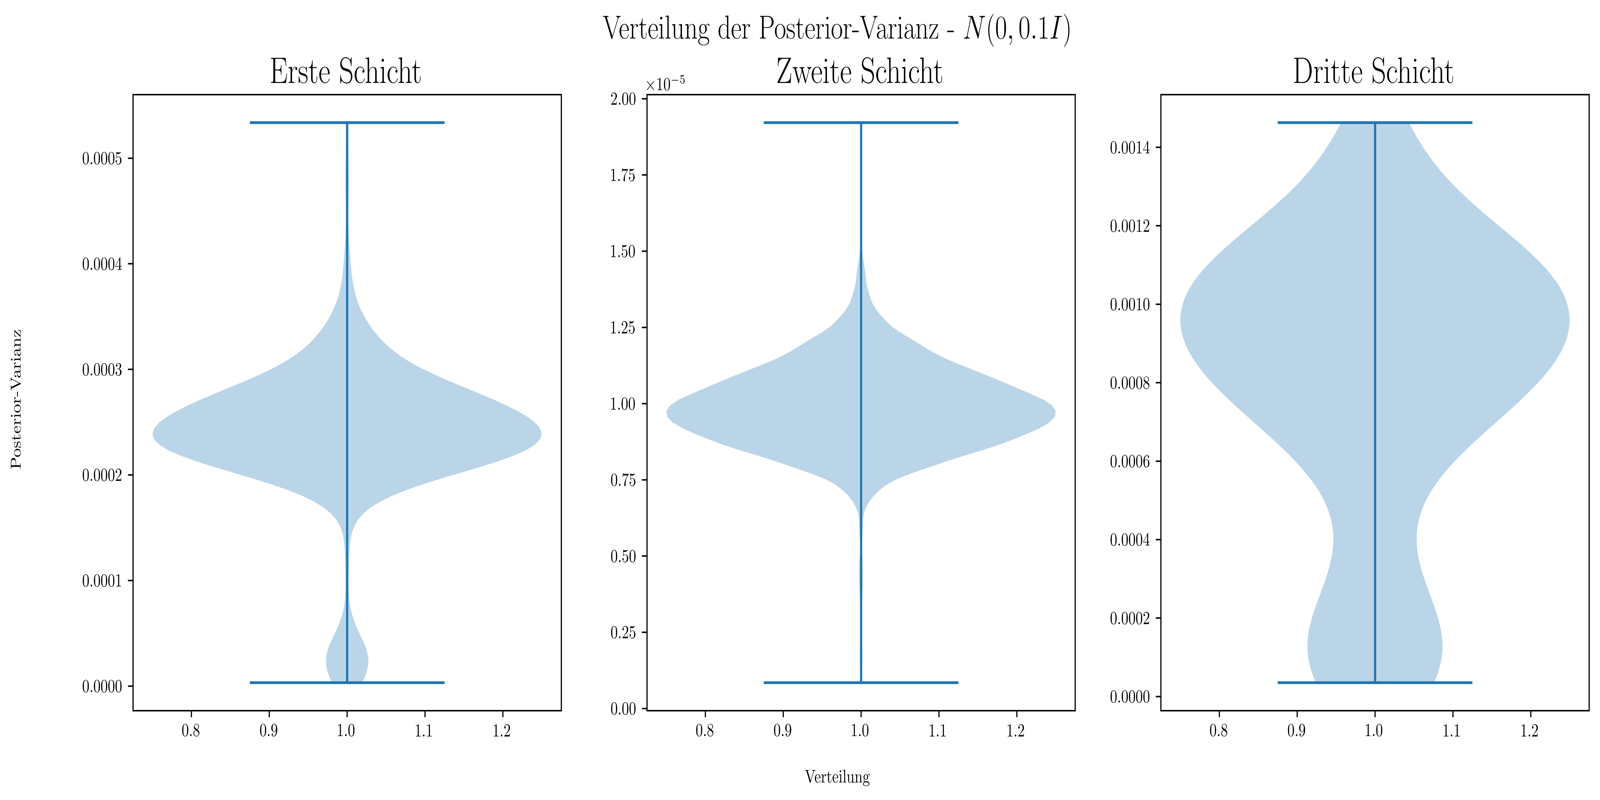 Verteilung der Posterior-Varianz - N(0, 0.1I)
Erste Schicht
Zweite Schicht
Dritte Schicht
Posterior-Varianz
0.0005
0.0004
0.0003
0.0002
0.0001
0.0000
0.8 0.9 1.0 1.1 1.2
×10⁻⁵
2.00
1.75
1.50
1.25
1.00
0.75
0.50
0.25
0.00
0.8 0.9 1.0 1.1 1.2
0.0014
0.0012
0.0010
0.0008
0.0006
0.0004
0.0002
0.0000
0.8 0.9 1.0 1.1 1.2
Verteilung